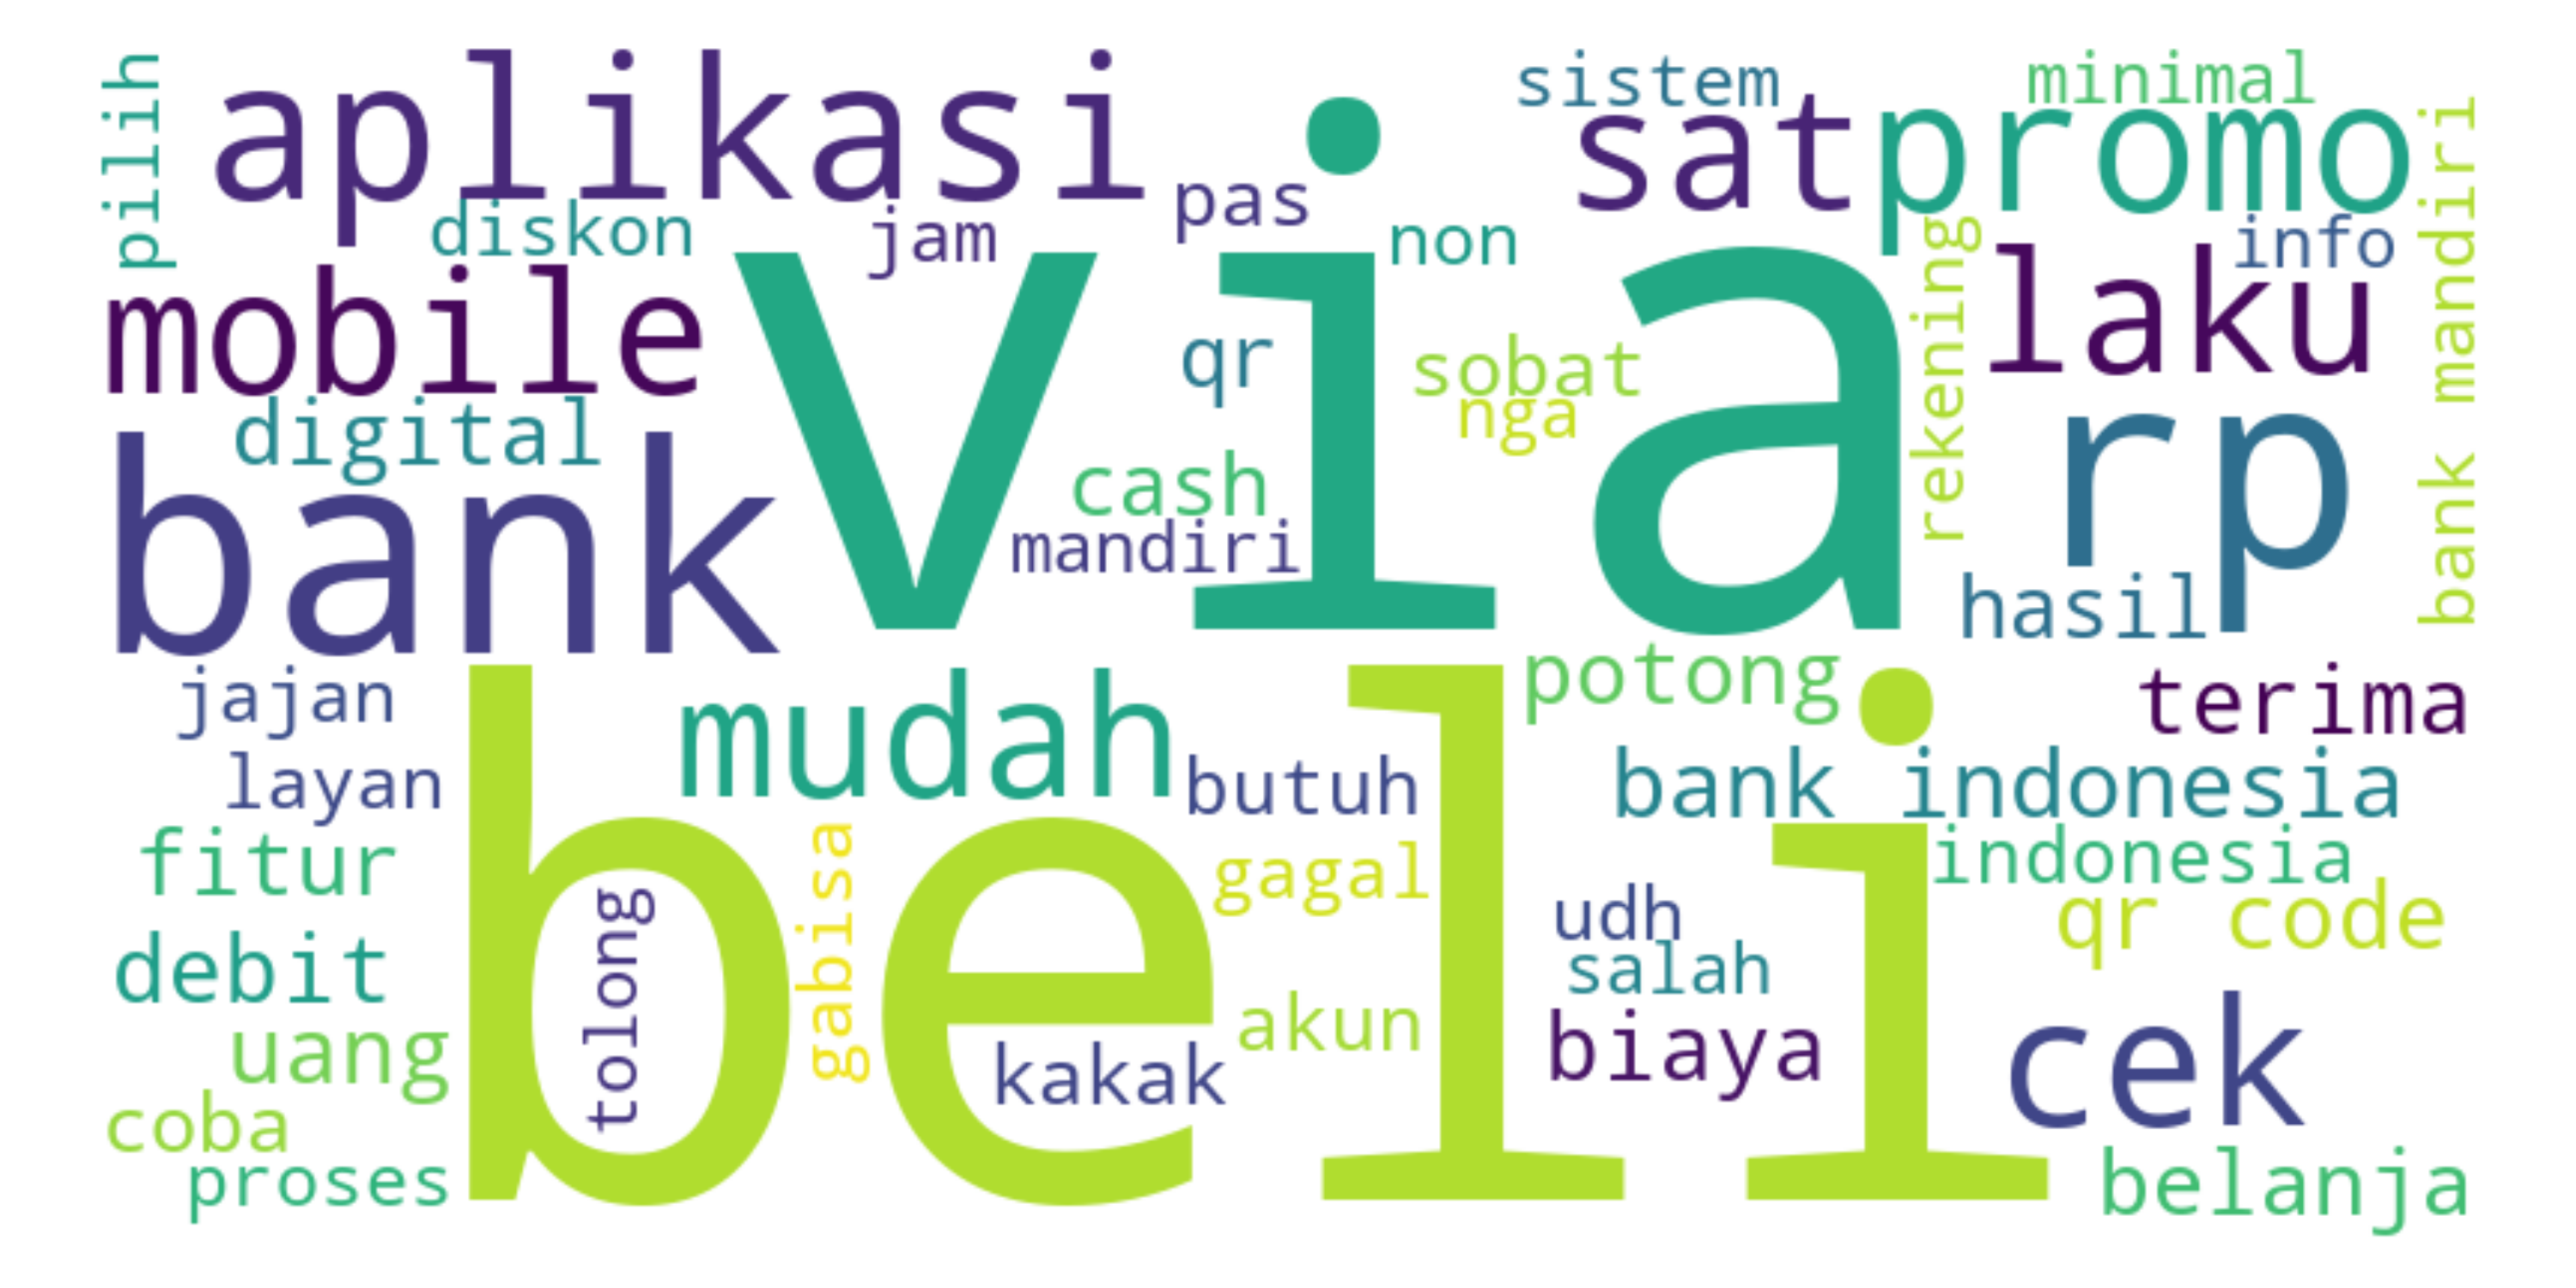 pilih
aplikasi
sistem
minimal
sat
promo
bank mandiri
pas
diskon
jam
non
info
rekening
laku
mobile
via
qr
sobat
nga
digital
rp
bank
cash
mandiri
hasil
jajan
mudah
potong
terima
layan
butuh
bank indonesia
beli
fitur
gabisa
gagal
indonesia
tolong
udh
qr code
debit
salah
akun
biaya
cek
uang
kakak
coba
proses
belanja